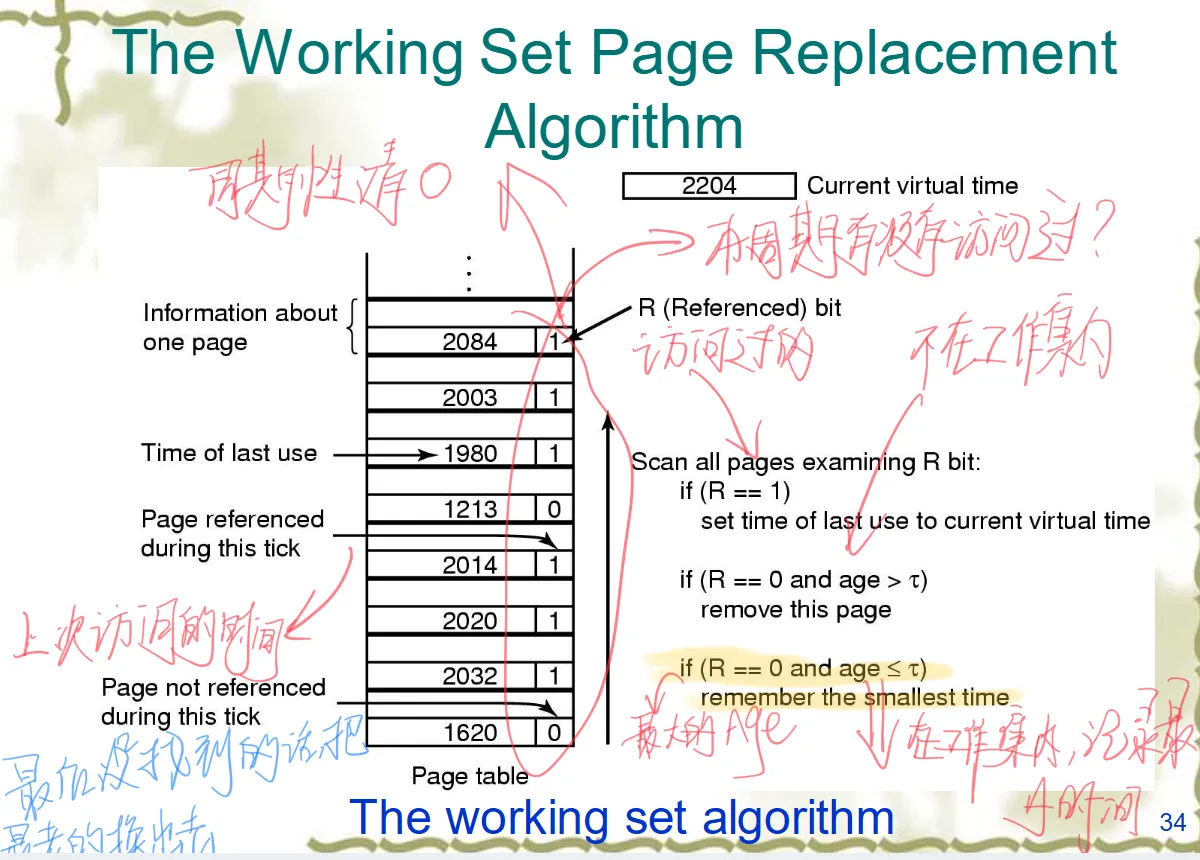 The Working Set Page Replacement
Algorithm
周期性清0
2204 Current virtual time
本周期有没有访问过?
Information about
one page
R (Referenced) bit
访问过的
不在工作集内
2084 1
2003 1
Time of last use
1980 1
Scan all pages examining R bit:
if (R == 1)
set time of last use to current virtual time
1213 0
Page referenced
during this tick
2014 1
if (R == 0 and age > τ)
remove this page
上次访问的时间
2020 1
2032 1
if (R == 0 and age ≤ τ)
remember the smallest time
Page not referenced
during this tick
1620 0
最大的Age
在工作集内,记录最
小时间
最后没找到的话把
最老的换出去
Page table
The working set algorithm
34